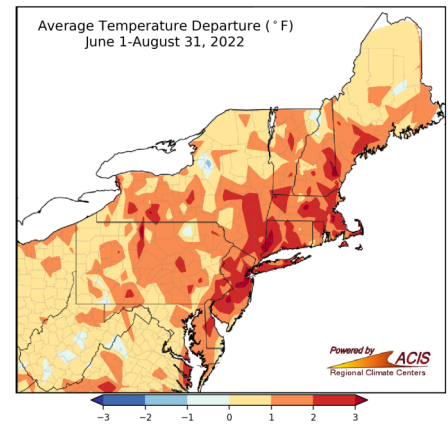 Average Temperature Departure (°F)
June 1-August 31, 2022
Powered by
ACIS
Regional Climate Centers
−3 −2 −1 0 1 2 3